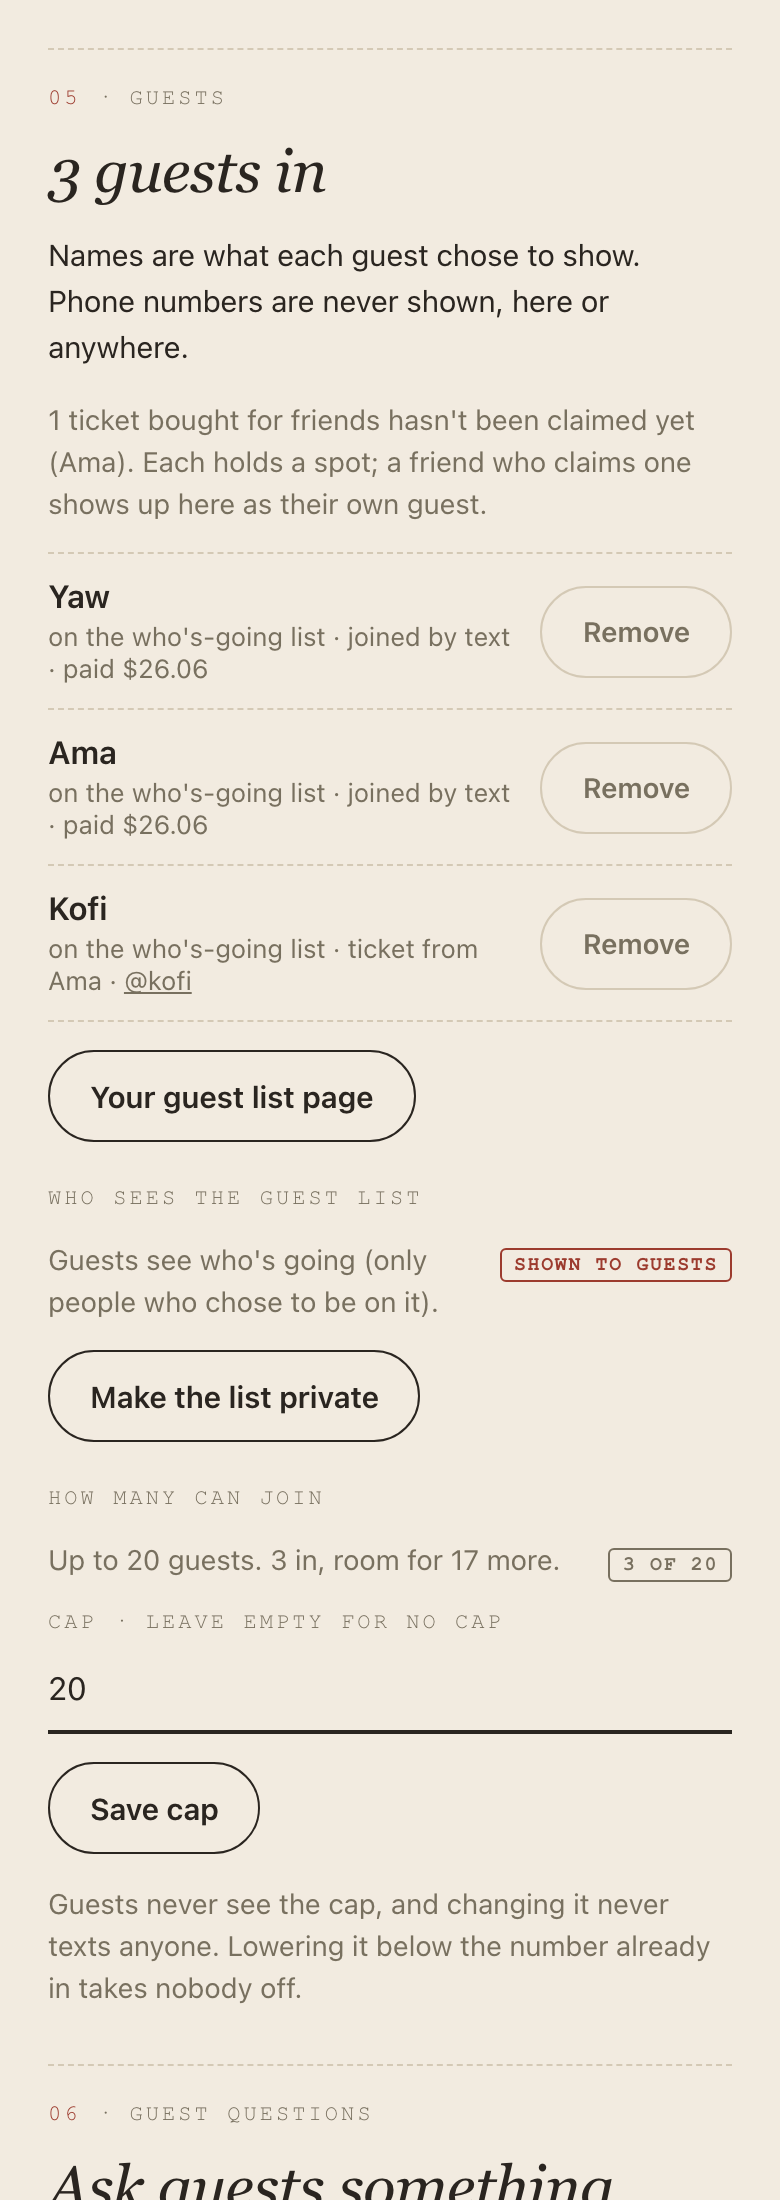 05 · GUESTS
3 guests in
Names are what each guest chose to show.
Phone numbers are never shown, here or
anywhere.
1 ticket bought for friends hasn't been claimed yet
(Ama). Each holds a spot; a friend who claims one
shows up here as their own guest.
Yaw
on the who's-going list · joined by text
· paid $26.06
Remove
Ama
on the who's-going list · joined by text
· paid $26.06
Remove
Kofi
on the who's-going list · ticket from
Ama · @kofi
Remove
Your guest list page
WHO SEES THE GUEST LIST
Guests see who's going (only
people who chose to be on it).
SHOWN TO GUESTS
Make the list private
HOW MANY CAN JOIN
Up to 20 guests. 3 in, room for 17 more.
3 OF 20
CAP · LEAVE EMPTY FOR NO CAP
20
Save cap
Guests never see the cap, and changing it never
texts anyone. Lowering it below the number already
in takes nobody off.
06 · GUEST QUESTIONS
Ask guests something